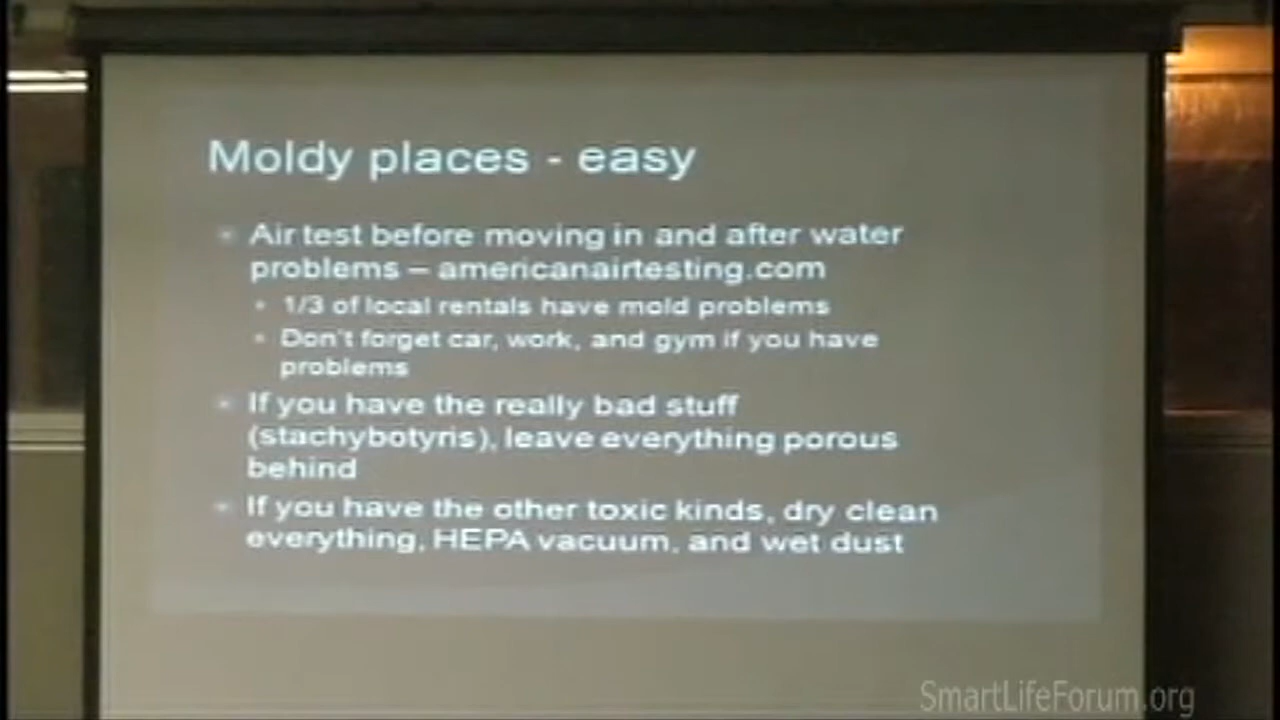 Moldy places - easy
Air test before moving in and after water
problems – americanairtesting.com
1/3 of local rentals have mold problems
Don't forget car, work, and gym if you have
problems
If you have the really bad stuff
(stachybotyris), leave everything porous
behind
If you have the other toxic kinds, dry clean
everything, HEPA vacuum, and wet dust
SmartLifeForum.org